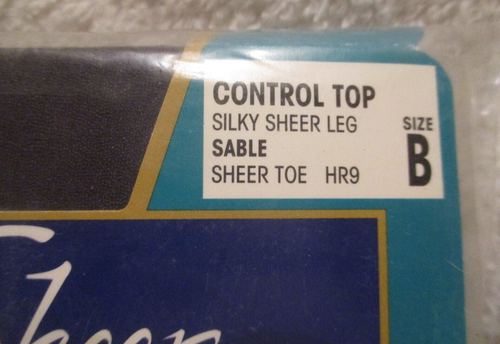 CONTROL TOP
SILKY SHEER LEG
SIZE
SABLE
B
SHEER TOE HR9